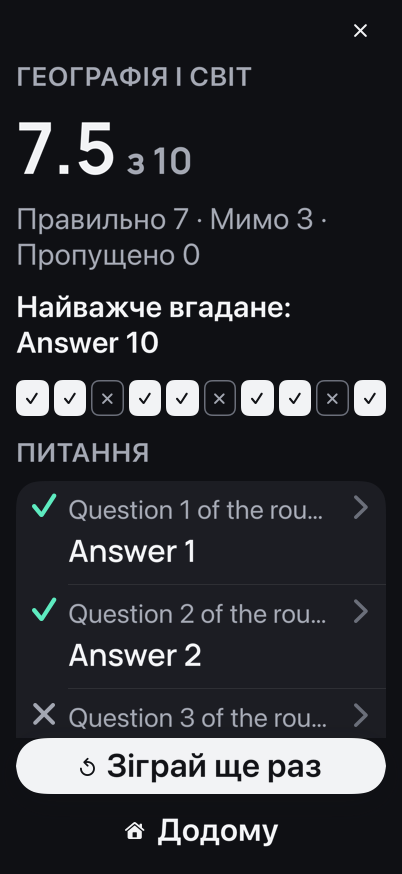 ГЕОГРАФІЯ І СВІТ
7.5 з 10
Правильно 7 · Мимо 3 ·
Пропущено 0
Найважче вгадане:
Answer 10
ПИТАННЯ
Question 1 of the rou...
Answer 1
Question 2 of the rou...
Answer 2
Question 3 of the rou...
Зіграй ще раз
Додому